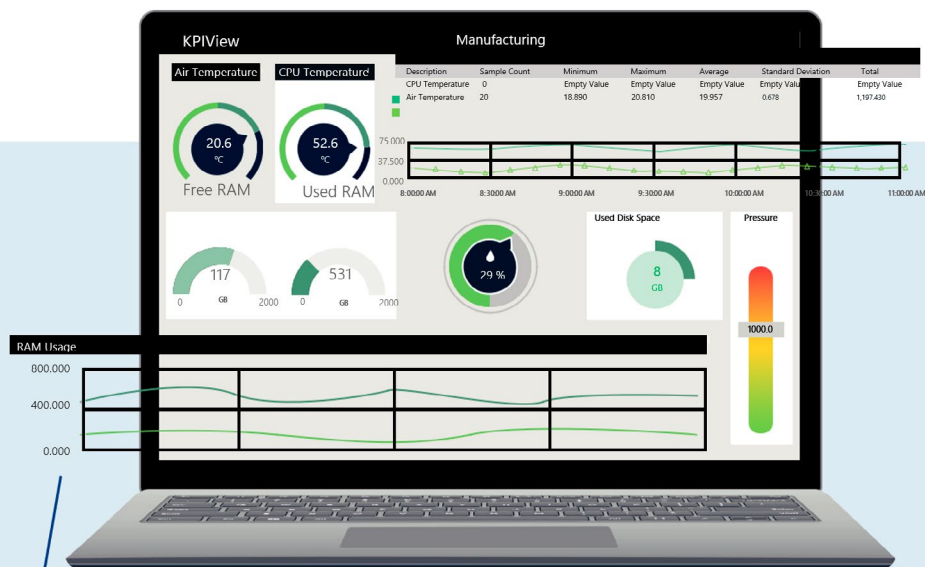 KPIView
Manufacturing
Air Temperature
CPU Temperature
Description Sample Count Minimum Maximum Average Standard Deviation Total
CPU Temperature 0 Empty Value Empty Value Empty Value Empty Value Empty Value
Air Temperature 20 18.890 20.810 19.957 0.678 1,197.430
20.6
°C
52.6
°C
75.000
37.500
0.000
8:00:00 AM 8:30:00 AM 9:00:00 AM 9:30:00 AM 10:00:00 AM 10:30:00 AM 11:00:00 AM
Free RAM
Used RAM
117
0 GB 2000
531
0 GB 2000
29 %
Used Disk Space
8
GB
Pressure
1000.0
RAM Usage
800.000
400.000
0.000